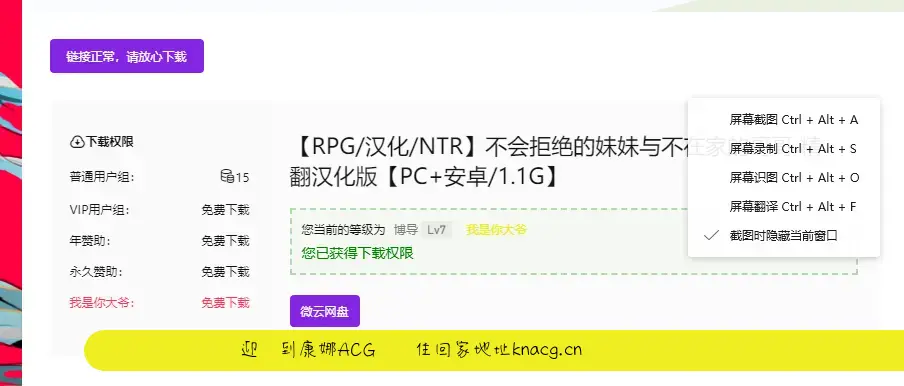 链接正常，请放心下载
下载权限
普通用户组： 15
VIP用户组： 免费下载
年赞助： 免费下载
永久赞助： 免费下载
我是你大爷： 免费下载
【RPG/汉化/NTR】不会拒绝的妹妹与不在家
翻汉化版【PC+安卓/1.1G】
您当前的等级为 博导 Lv7 我是你大爷
您已获得下载权限
微云网盘
屏幕截图 Ctrl + Alt + A
屏幕录制 Ctrl + Alt + S
屏幕识图 Ctrl + Alt + O
屏幕翻译 Ctrl + Alt + F
截图时隐藏当前窗口
迎 到康娜ACG 住回家地址knacg.cn